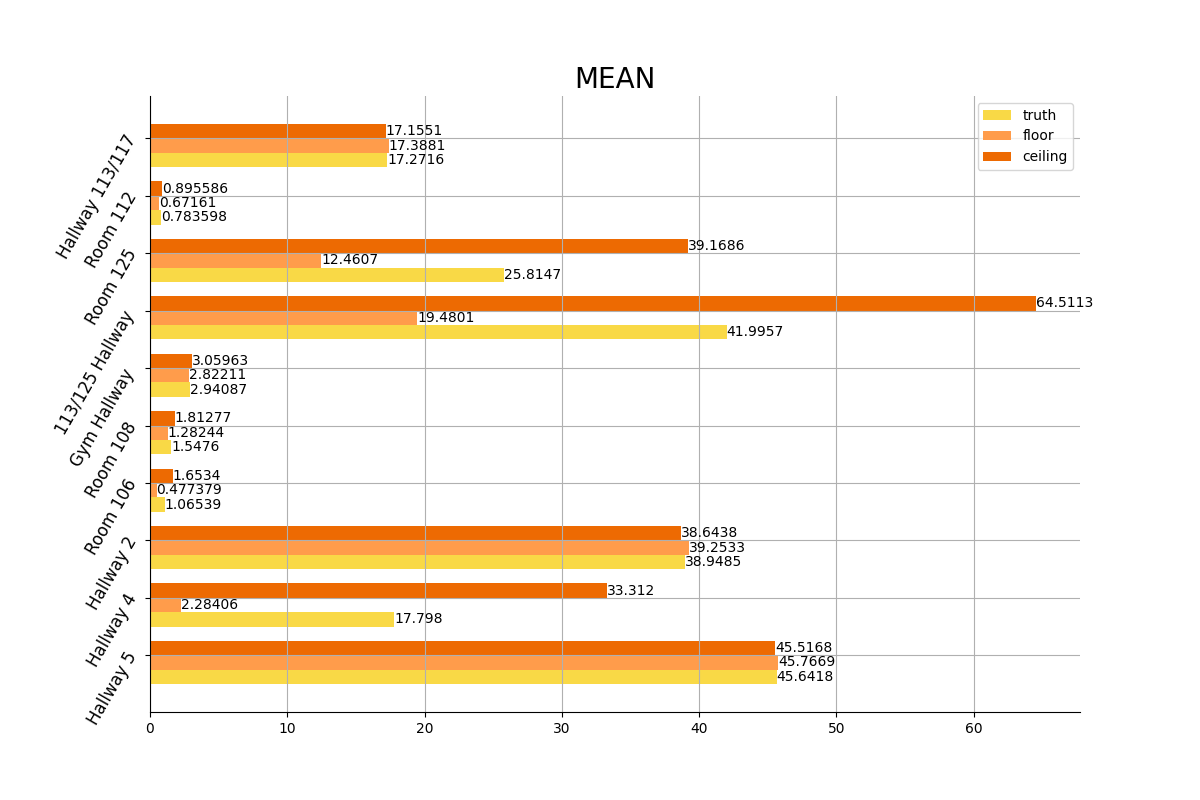 MEAN
truth
floor
ceiling
Hallway 113/117
17.1551
17.3881
17.2716
Room 112
0.895586
0.67161
0.783598
Room 125
39.1686
12.4607
25.8147
113/125 Hallway
64.5113
19.4801
41.9957
Gym Hallway
3.05963
2.82211
2.94087
Room 108
1.81277
1.28244
1.5476
Room 106
1.6534
0.477379
1.06539
Hallway 2
38.6438
39.2533
38.9485
Hallway 4
33.312
2.28406
17.798
Hallway 5
45.5168
45.7669
45.6418
0 10 20 30 40 50 60